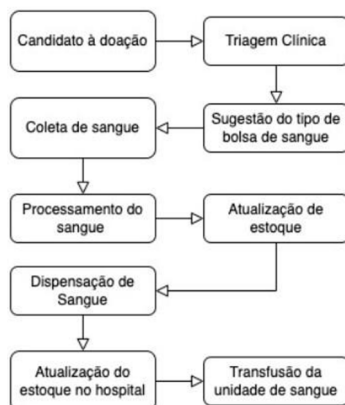 Candidato à doação
Triagem Clínica
Sugestão do tipo de
bolsa de sangue
Coleta de sangue
Processamento do
sangue
Atualização de
estoque
Dispensação de
Sangue
Atualização do
estoque no hospital
Transfusão da
unidade de sangue